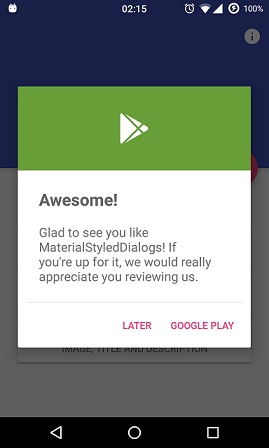 02:15
100%
Awesome!
Glad to see you like
MaterialStyledDialogs! If
you're up for it, we would really
appreciate you reviewing us.
LATER
GOOGLE PLAY
IMAGE, TITLE AND DESCRIPTION